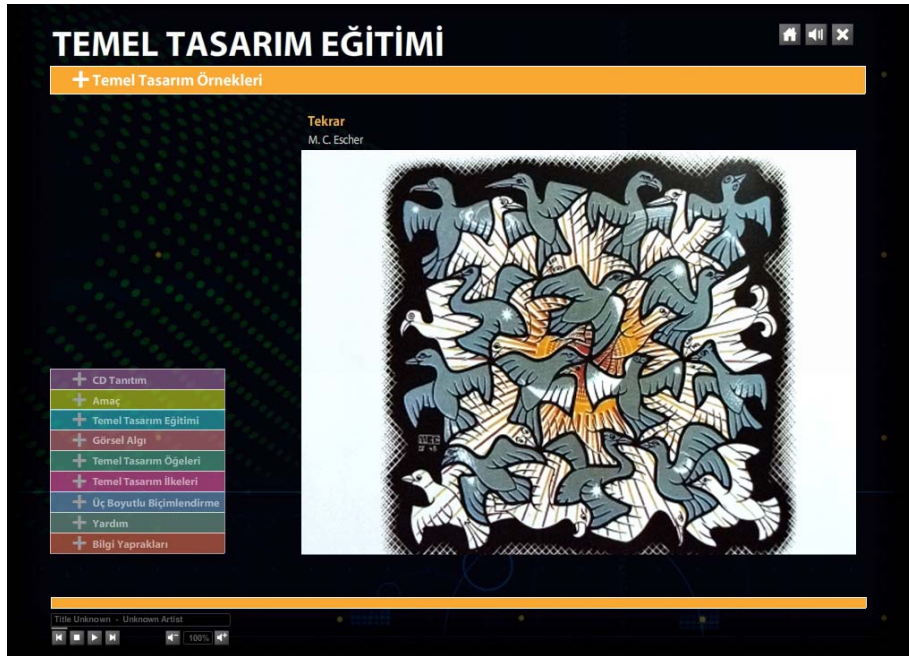 TEMEL TASARIM EĞİTİMİ
Temel Tasarım Örnekleri
Tekrar
M. C. Escher
CD Tanıtım
Amaç
Temel Tasarım Eğitimi
Görsel Algı
Temel Tasarım Öğeleri
Temel Tasarım İlkeleri
Üç Boyutlu Biçimlendirme
Yardım
Bilgi Yaprakları
Title Unknown - Unknown Artist
100%